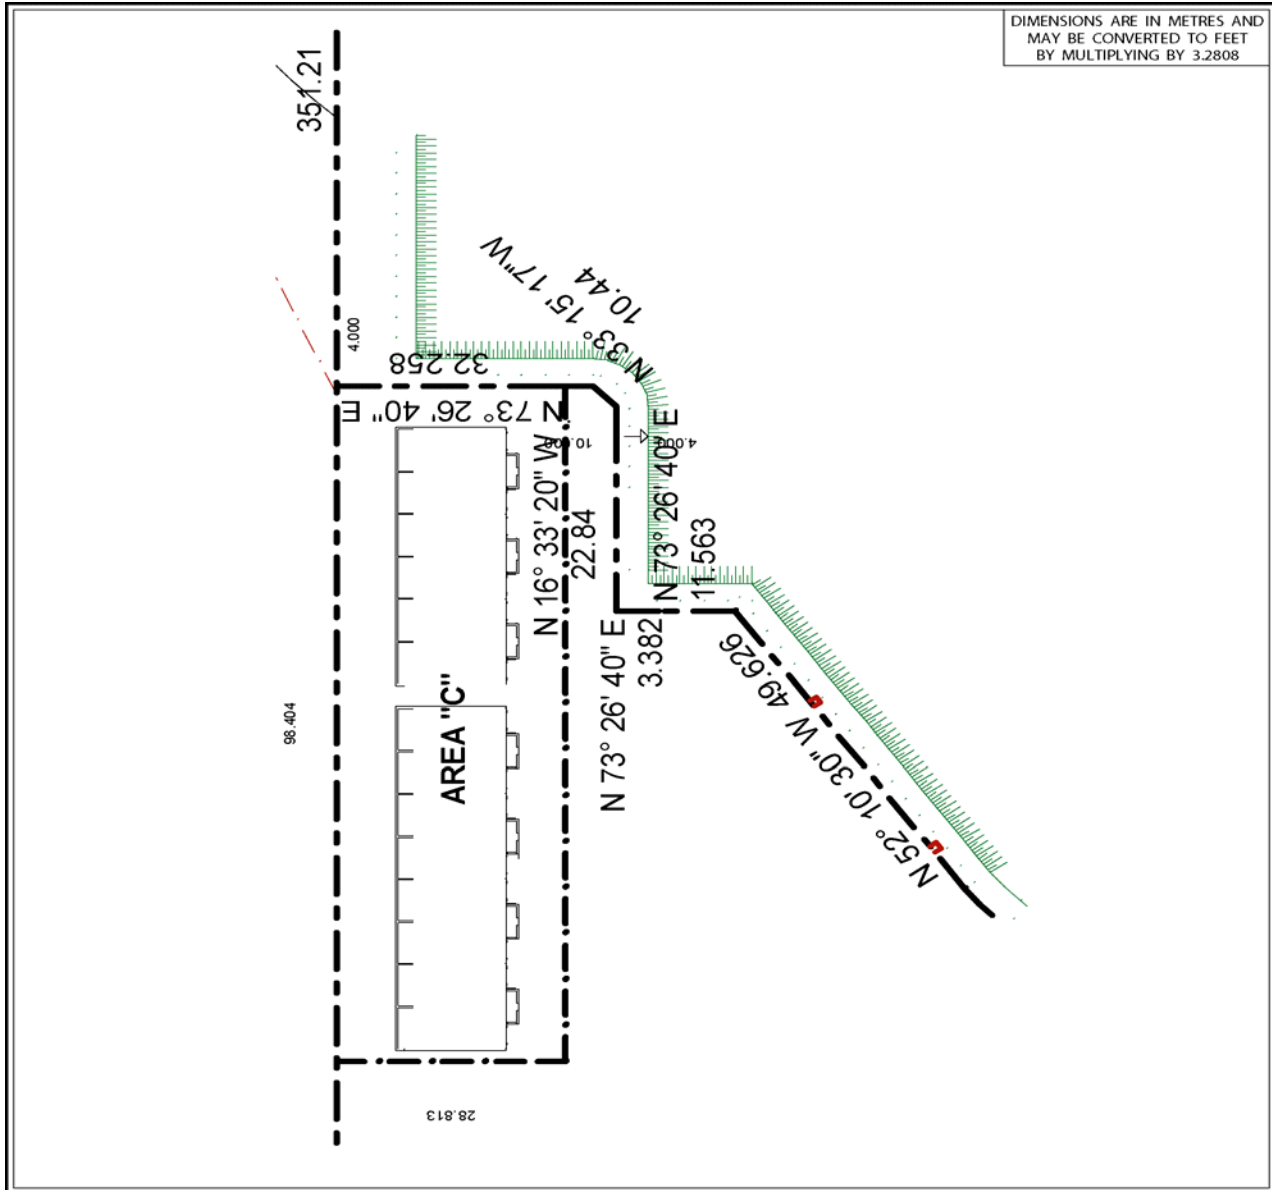 DIMENSIONS ARE IN METRES AND
MAY BE CONVERTED TO FEET
BY MULTIPLYING BY 3.2808
351.21
4.000
N 33° 15' 17" W
10.44
32.258
N 73° 26' 40" E
10.000
4.000
N 16° 33' 20" W
22.84
N 73° 26' 40' E
11.563
N 73° 26' 40" E
3.382
N 52° 10' 30" W 49.626
AREA "C"
98.404
28.813